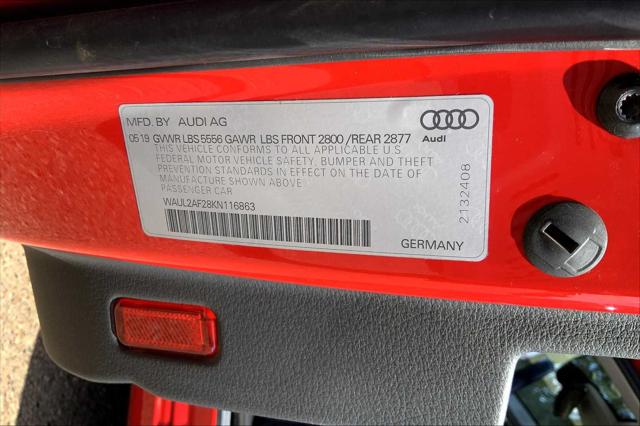 MFD. BY AUDI AG
05 19 GVWR LBS 5556 GAWR LBS FRONT 2800 / REAR 2877
THIS VEHICLE CONFORMS TO ALL APPLICABLE U.S
FEDERAL MOTOR VEHICLE SAFETY, BUMPER AND THEFT
PREVENTION STANDARDS IN EFFECT ON THE DATE OF
MANUFACTURE SHOWN ABOVE:
PASSENGER CAR
WAUL2AF28KN116863
Audi
2132408
GERMANY